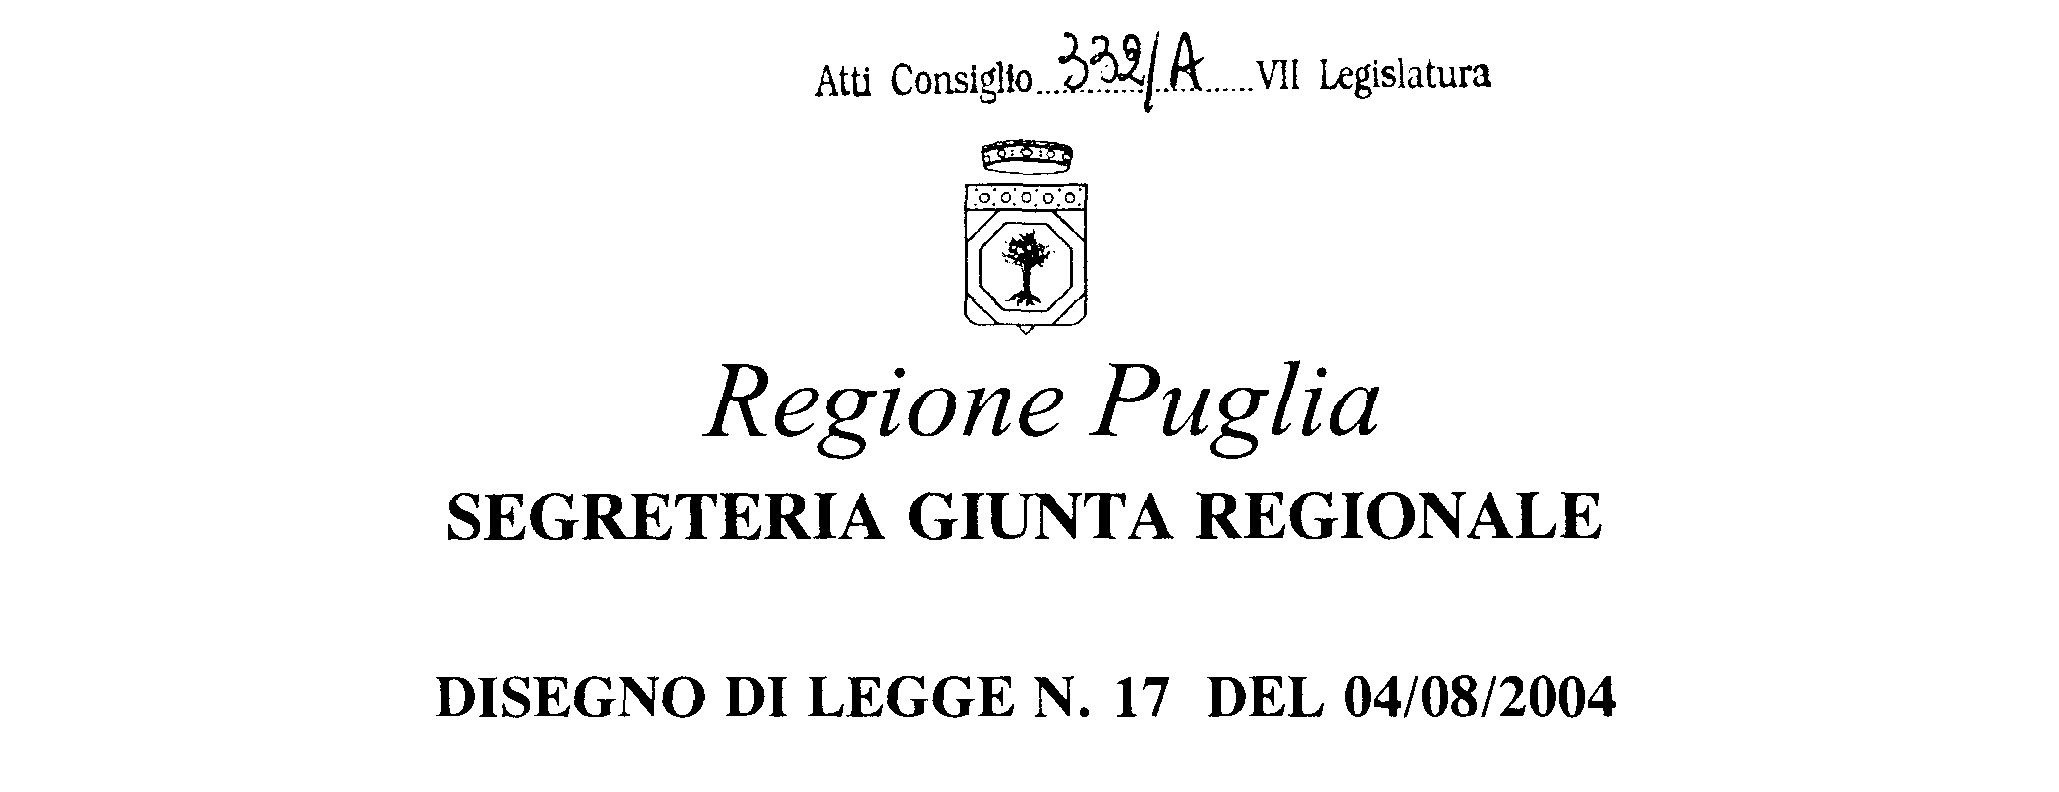 Atti Consiglio 332/A VII Legislatura
Regione Puglia
SEGRETERIA GIUNTA REGIONALE
DISEGNO DI LEGGE N. 17 DEL 04/08/2004